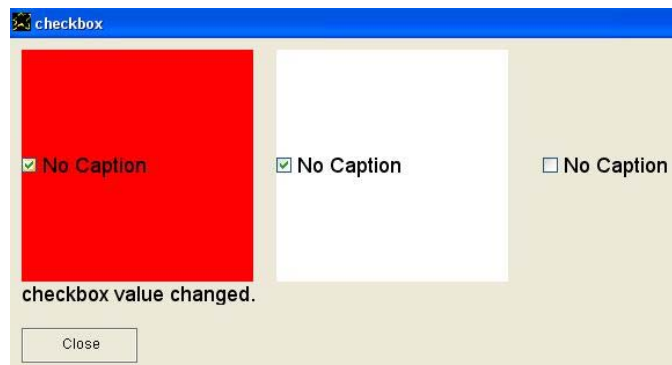 checkbox
No Caption No Caption No Caption
checkbox value changed.
Close